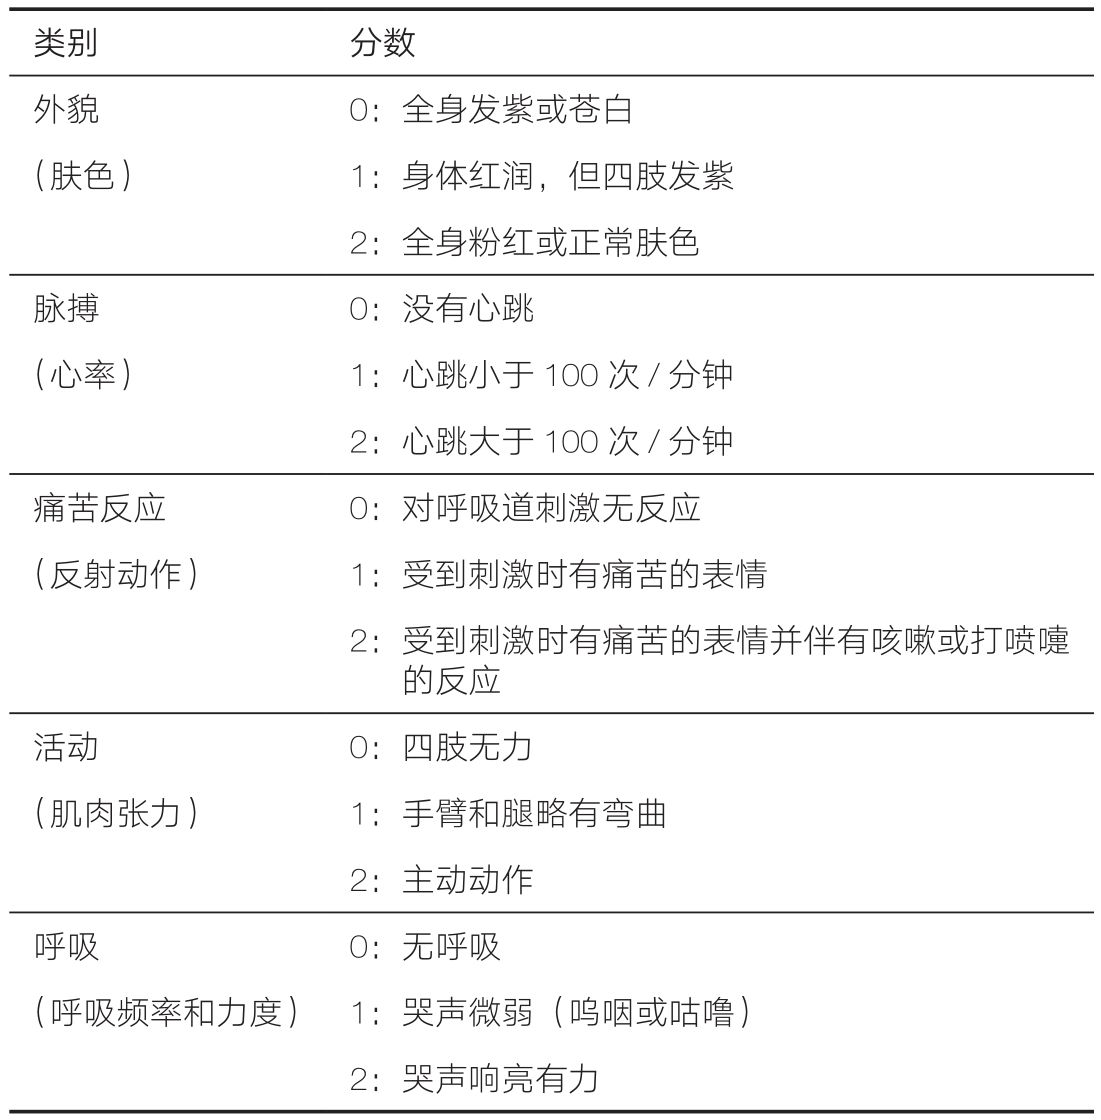 类别 分数
外貌 0: 全身发紫或苍白
(肤色) 1: 身体红润，但四肢发紫
2: 全身粉红或正常肤色
脉搏 0: 没有心跳
(心率) 1: 心跳小于 100 次 / 分钟
2: 心跳大于 100 次 / 分钟
痛苦反应 0: 对呼吸道刺激无反应
(反射动作) 1: 受到刺激时有痛苦的表情
2: 受到刺激时有痛苦的表情并伴有咳嗽或打喷嚏
的反应
活动 0: 四肢无力
(肌肉张力) 1: 手臂和腿略有弯曲
2: 主动动作
呼吸 0: 无呼吸
(呼吸频率和力度) 1: 哭声微弱（呜咽或咕噜）
2: 哭声响亮有力